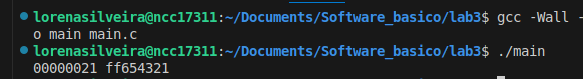 lorenasilveira@ncc17311:~/Documents/Software_basico/lab3$ gcc -Wall -
o main main.c
lorenasilveira@ncc17311:~/Documents/Software_basico/lab3$ ./main
00000021 ff654321